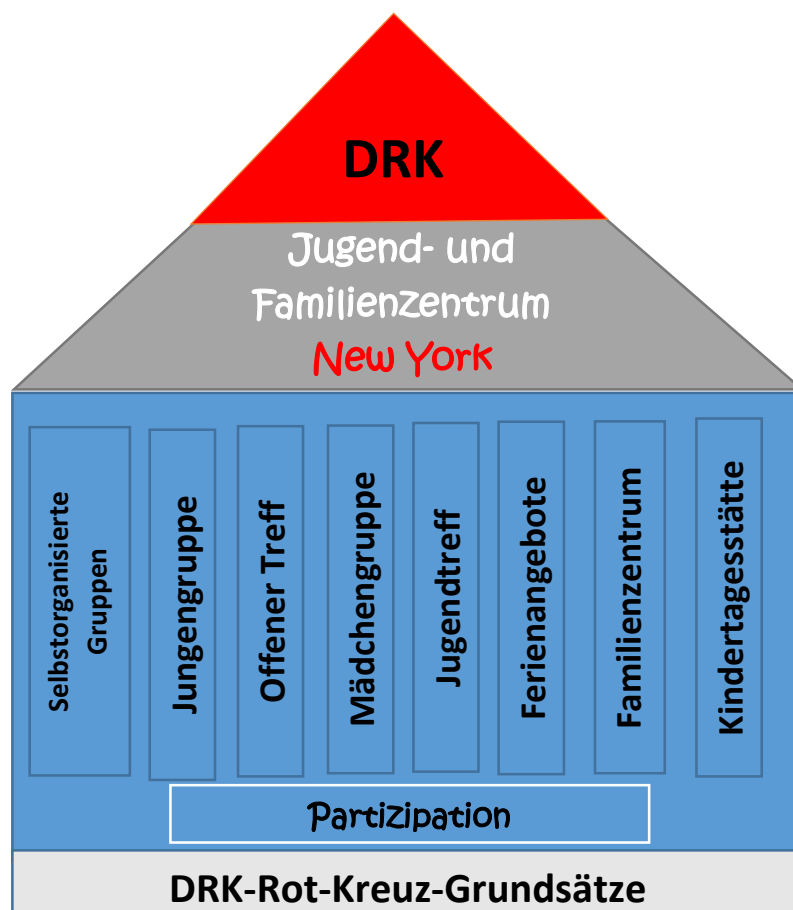 DRK
Jugend- und
Familienzentrum
New York
Selbstorganisierte
Gruppen
Jungengruppe
Offener Treff
Mädchengruppe
Jugendtreff
Ferienangebote
Familienzentrum
Kindertagesstätte
Partizipation
DRK-Rot-Kreuz-Grundsätze